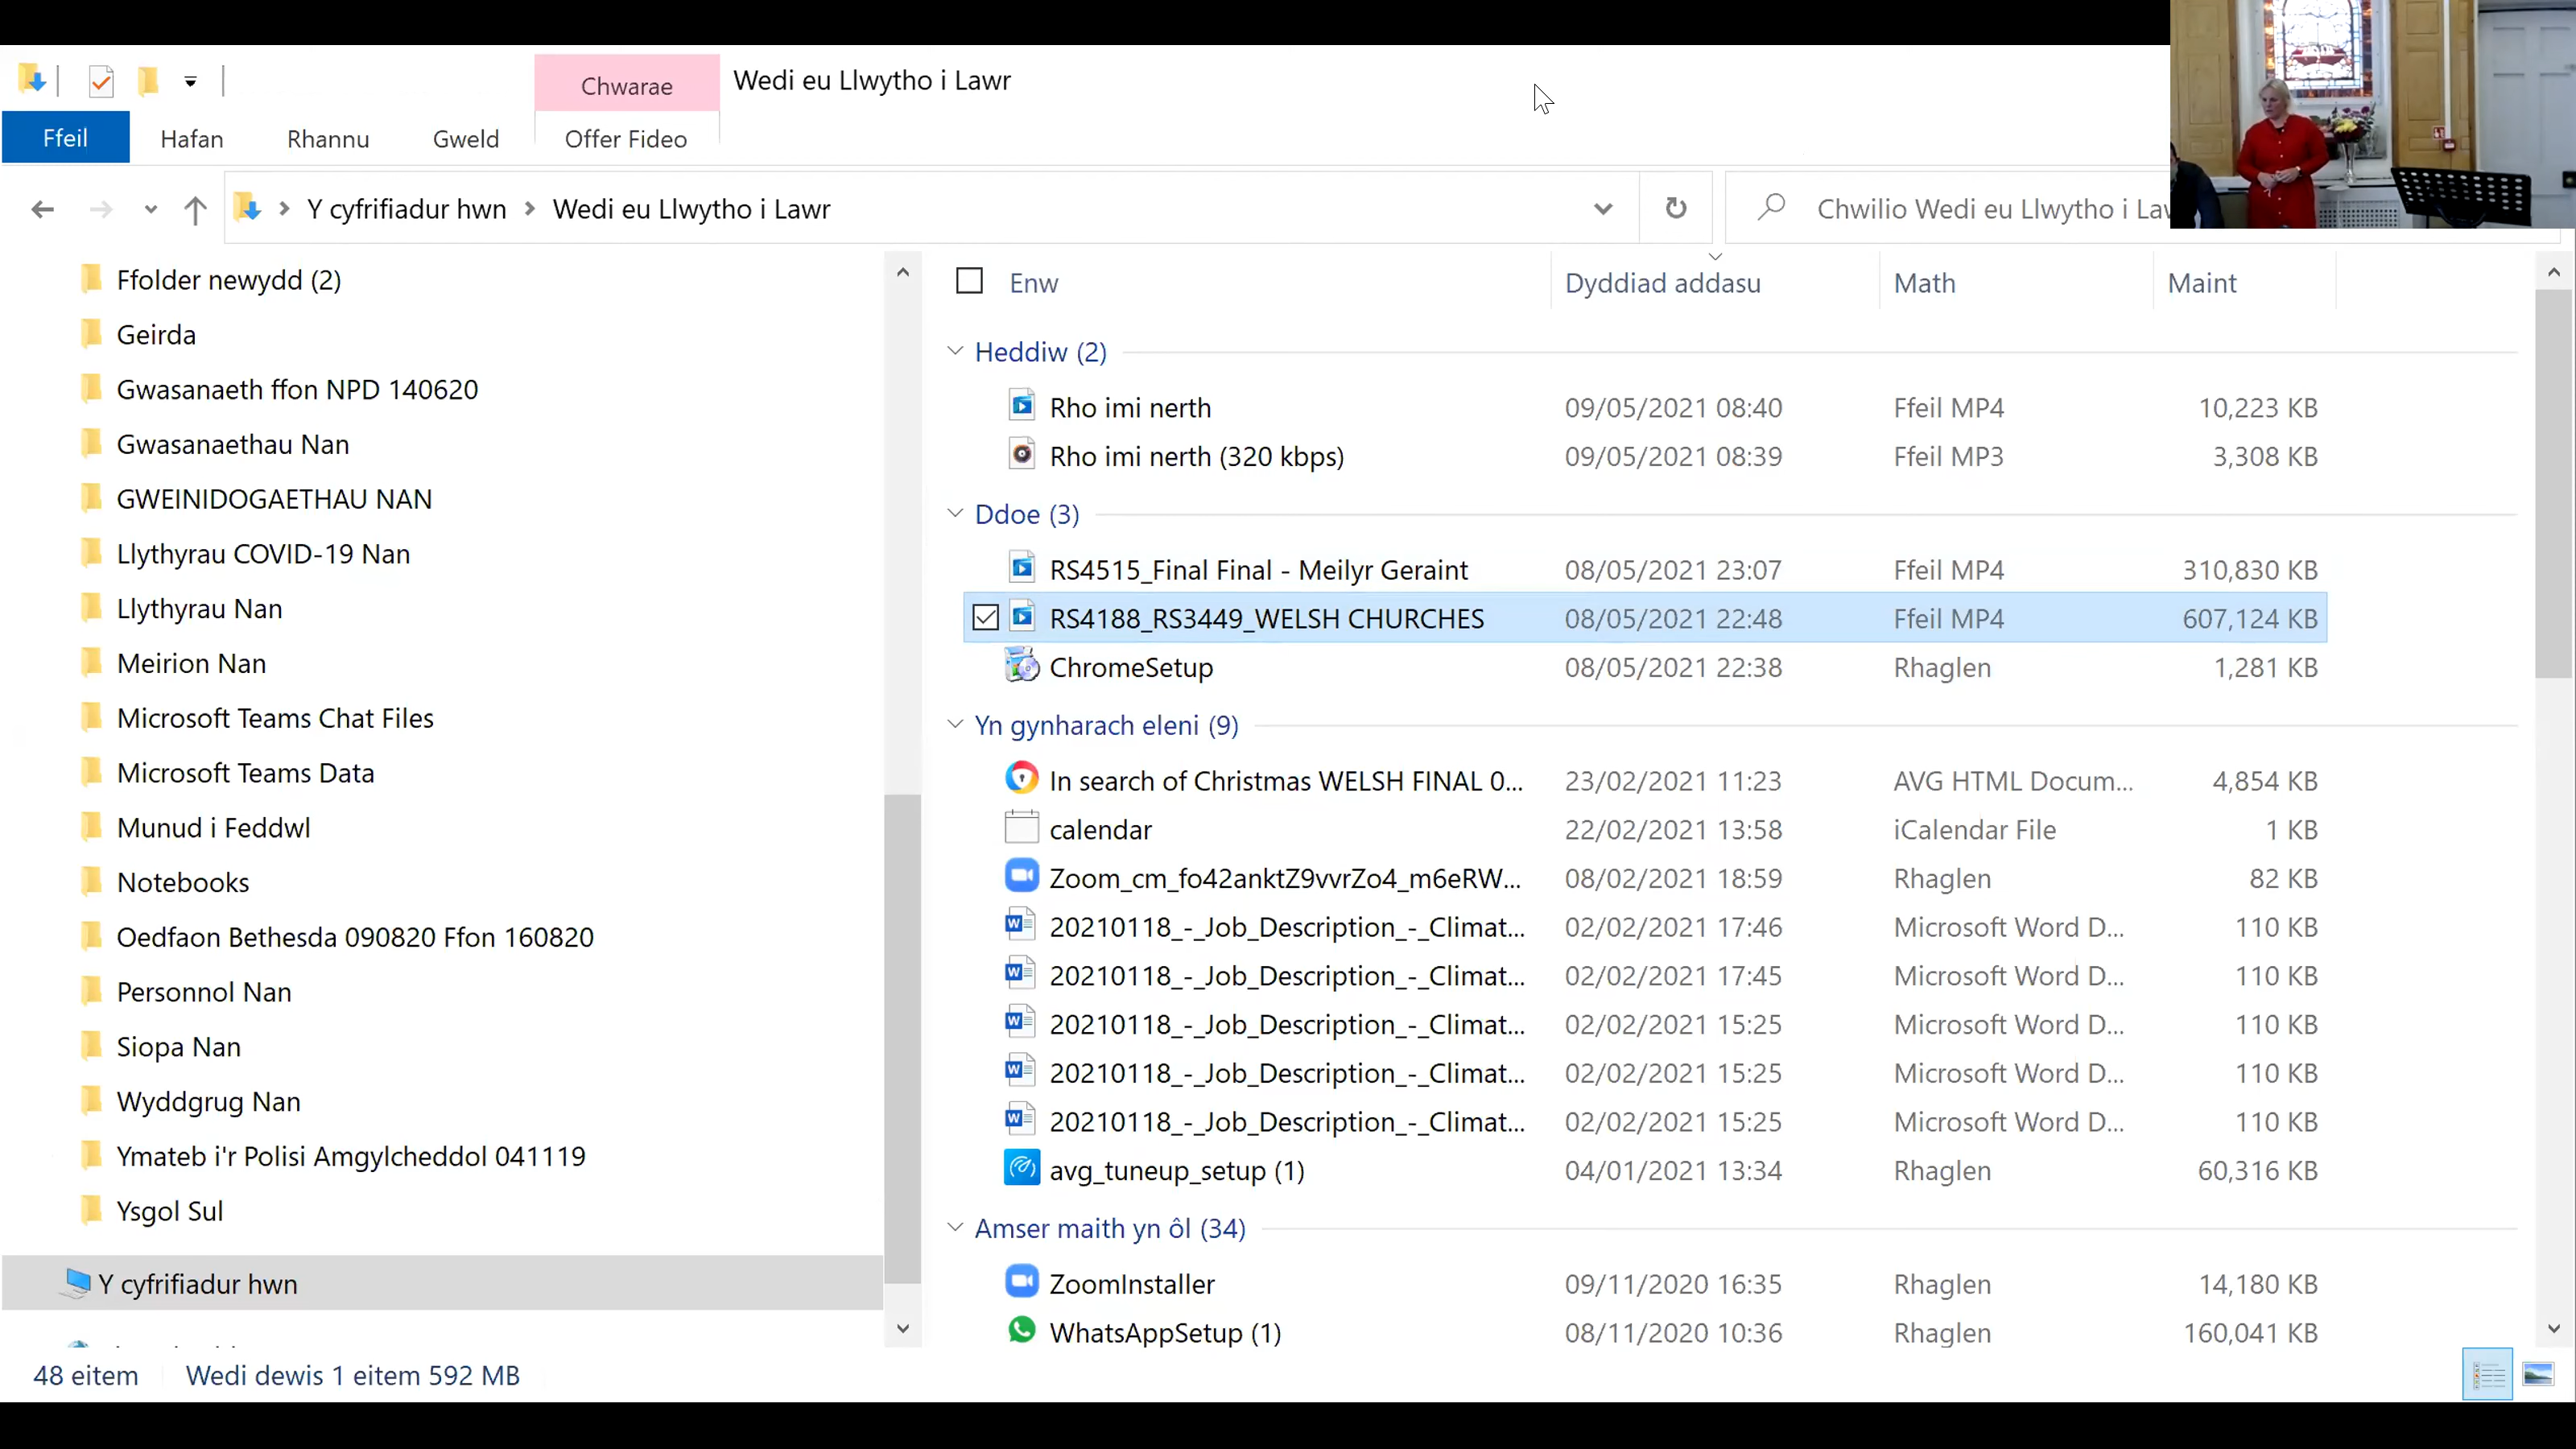 Chwarae
Wedi eu Llwytho i Lawr
Ffeil Hafan Rhannu Gweld Offer Fideo
Y cyfrifiadur hwn Wedi eu Llwytho i Lawr
Chwilio Wedi eu Llwytho i
Ffolder newydd (2)
Geirda
Gwasanaeth ffon NPD 140620
Gwasanaethau Nan
GWEINIDOGAETHAU NAN
Llythyrau COVID-19 Nan
Llythyrau Nan
Meirion Nan
Microsoft Teams Chat Files
Microsoft Teams Data
Munud i Feddwl
Notebooks
Oedfaon Bethesda 090820 Ffon 160820
Personnol Nan
Siopa Nan
Wyddgrug Nan
Ymateb i'r Polisi Amgylcheddol 041119
Ysgol Sul
Y cyfrifiadur hwn
Enw Dyddiad addasu Math Maint
Heddiw (2)
Rho imi nerth 09/05/2021 08:40 Ffeil MP4 10,223 KB
Rho imi nerth (320 kbps) 09/05/2021 08:39 Ffeil MP3 3,308 KB
Ddoe (3)
RS4515_Final Final - Meilyr Geraint 08/05/2021 23:07 Ffeil MP4 310,830 KB
RS4188_RS3449_WELSH CHURCHES 08/05/2021 22:48 Ffeil MP4 607,124 KB
ChromeSetup 08/05/2021 22:38 Rhaglen 1,281 KB
Yn gynharach eleni (9)
In search of Christmas WELSH FINAL 0... 23/02/2021 11:23 AVG HTML Docum... 4,854 KB
calendar 22/02/2021 13:58 iCalendar File 1 KB
Zoom_cm_fo42anktZ9vvrZo4_m6eRW... 08/02/2021 18:59 Rhaglen 82 KB
20210118_-_Job_Description_-_Climat... 02/02/2021 17:46 Microsoft Word D... 110 KB
20210118_-_Job_Description_-_Climat... 02/02/2021 17:45 Microsoft Word D... 110 KB
20210118_-_Job_Description_-_Climat... 02/02/2021 15:25 Microsoft Word D... 110 KB
20210118_-_Job_Description_-_Climat... 02/02/2021 15:25 Microsoft Word D... 110 KB
20210118_-_Job_Description_-_Climat... 02/02/2021 15:25 Microsoft Word D... 110 KB
avg_tuneup_setup (1) 04/01/2021 13:34 Rhaglen 60,316 KB
Amser maith yn ôl (34)
ZoomInstaller 09/11/2020 16:35 Rhaglen 14,180 KB
WhatsAppSetup (1) 08/11/2020 10:36 Rhaglen 160,041 KB
48 eitem Wedi dewis 1 eitem 592 MB